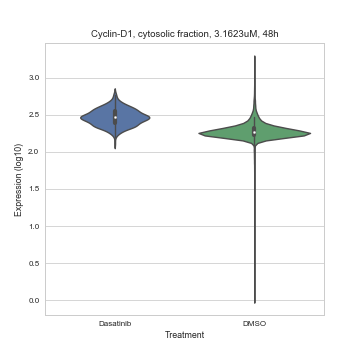 Cyclin-D1, cytosolic fraction, 3.1623uM, 48h
3.0
2.5
2.0
1.5
1.0
0.5
0.0
Expression (log10)
Dasatinib
DMSO
Treatment